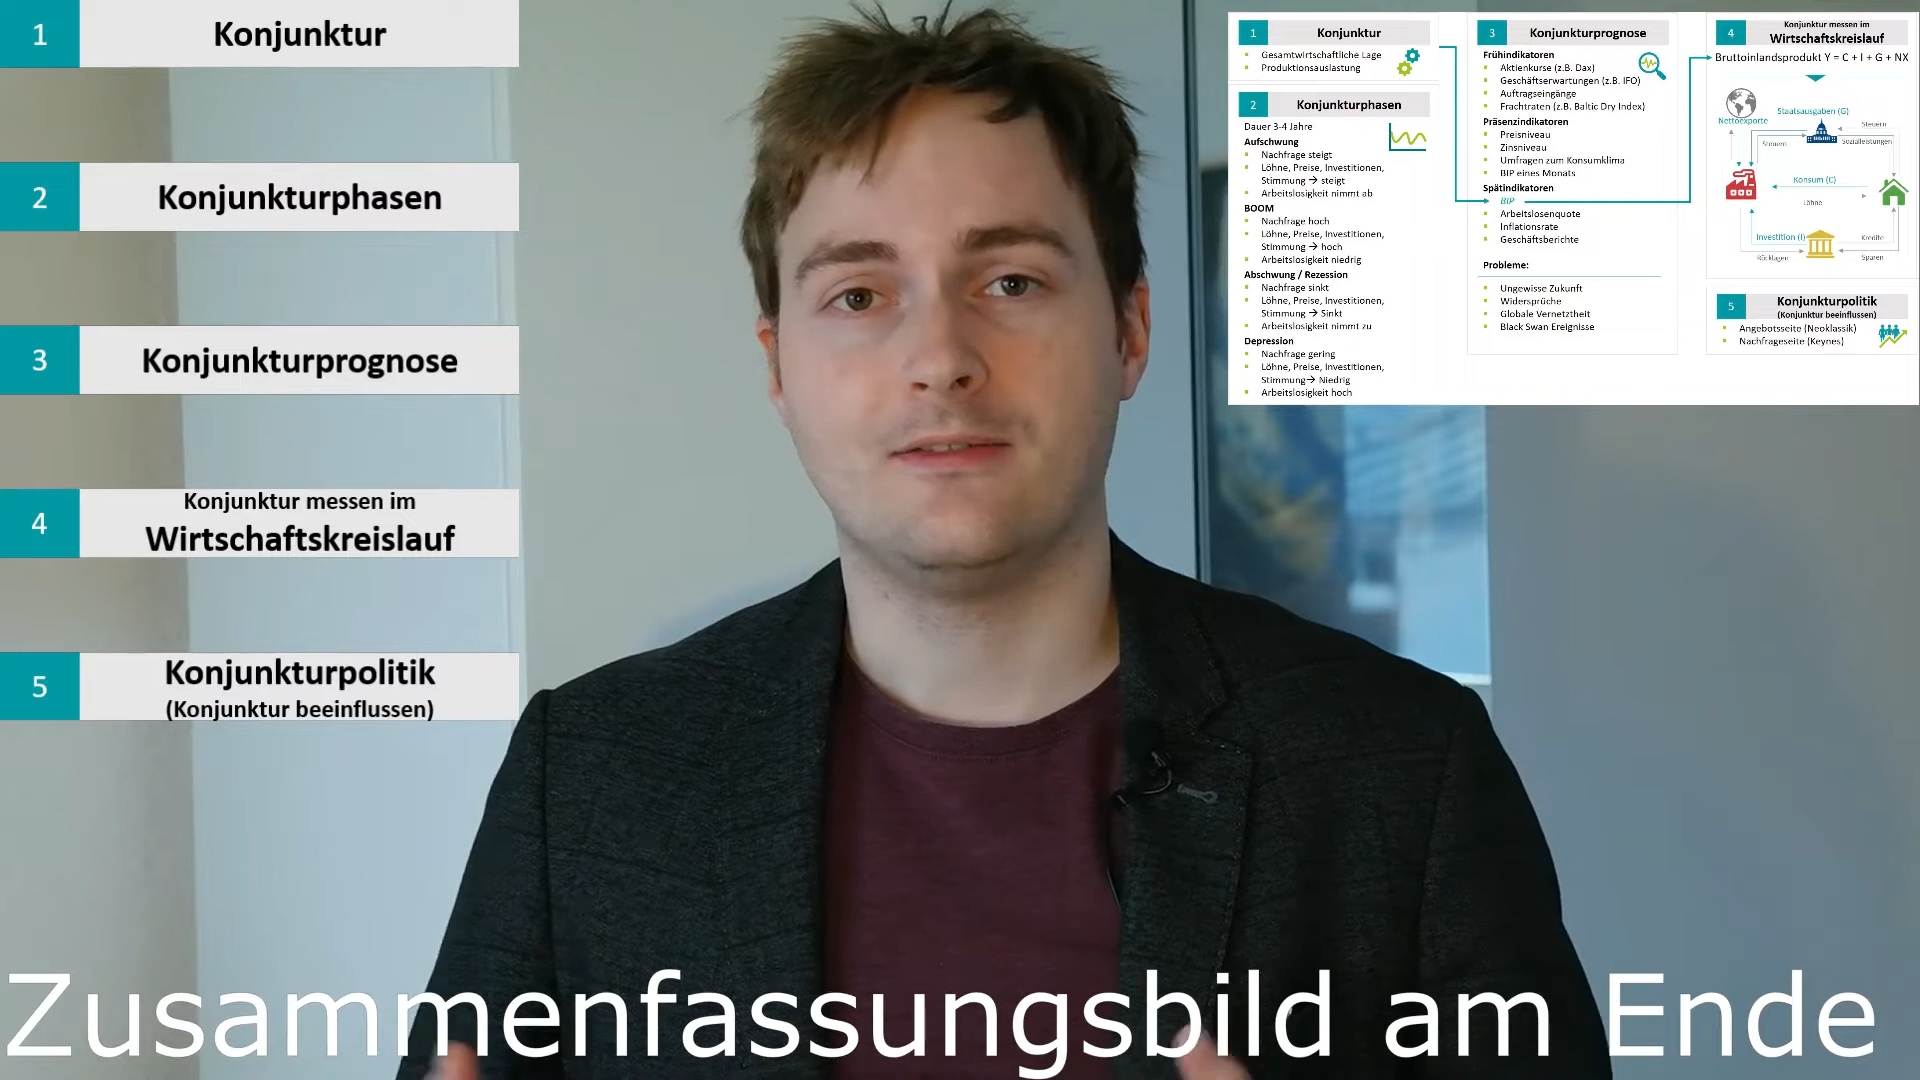 1
Konjunktur
2
Konjunkturphasen
3
Konjunkturprognose
4
Konjunktur messen im
Wirtschaftskreislauf
5
Konjunkturpolitik
(Konjunktur beeinflussen)
1
Konjunktur
Gesamtwirtschaftliche Lage
Produktionsauslastung
2
Konjunkturphasen
Dauer 3-4 Jahre
Aufschwung
Nachfrage steigt
Löhne, Preise, Investitionen,
Stimmung → steigt
Arbeitslosigkeit nimmt ab
BOOM
Nachfrage hoch
Löhne, Preise, Investitionen,
Stimmung → hoch
Arbeitslosigkeit niedrig
Abschwung / Rezession
Nachfrage sinkt
Löhne, Preise, Investitionen,
Stimmung → Sinkt
Arbeitslosigkeit nimmt zu
Depression
Nachfrage gering
Löhne, Preise, Investitionen,
Stimmung→ Niedrig
Arbeitslosigkeit hoch
3
Konjunkturprognose
Frühindikatoren
Aktienkurse (z.B. Dax)
Geschäftserwartungen (z.B. IFO)
Auftragseingänge
Frachtraten (z.B. Baltic Dry Index)
Präsenzindikatoren
Preisniveau
Zinsniveau
Umfragen zum Konsumklima
BIP eines Monats
Spätindikatoren
BIP
Arbeitslosenquote
Inflationsrate
Geschäftsberichte
Probleme:
Ungewisse Zukunft
Widersprüche
Globale Vernetztheit
Black Swan Ereignisse
4
Konjunktur messen im
Wirtschaftskreislauf
Bruttoinlandsprodukt Y = C + I + G + NX
Staatsausgaben (G)
Nettoexporte
Steuern
Steuern
Sozialleistungen
Konsum (C)
Löhne
Investition (I)
Kredite
Rücklagen
Sparen
5
Konjunkturpolitik
(Konjunktur beeinflussen)
Angebotsseite (Neoklassik)
Nachfrageseite (Keynes)
Zusammenfassungsbild am Ende